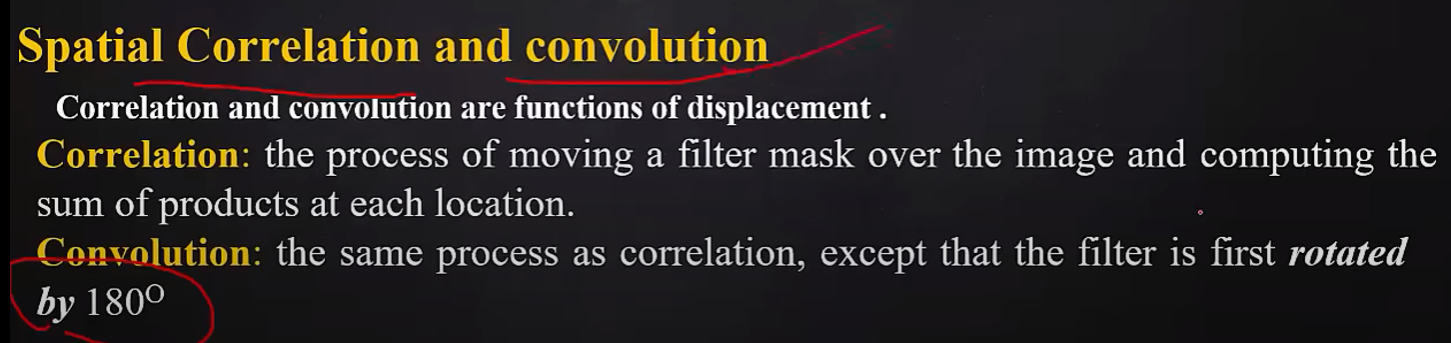 Spatial Correlation and convolution
Correlation and convolution are functions of displacement .
Correlation: the process of moving a filter mask over the image and computing the
sum of products at each location.
Convolution: the same process as correlation, except that the filter is first rotated
by 180O